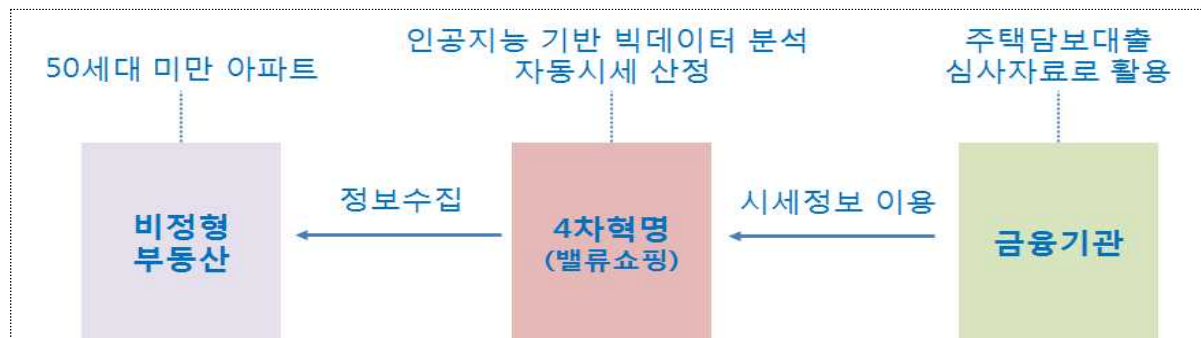 50세대 미만 아파트
인공지능 기반 빅데이터 분석
자동시세 산정
주택담보대출
심사자료로 활용
비정형
부동산
정보수집
4차혁명
(밸류쇼핑)
시세정보 이용
금융기관